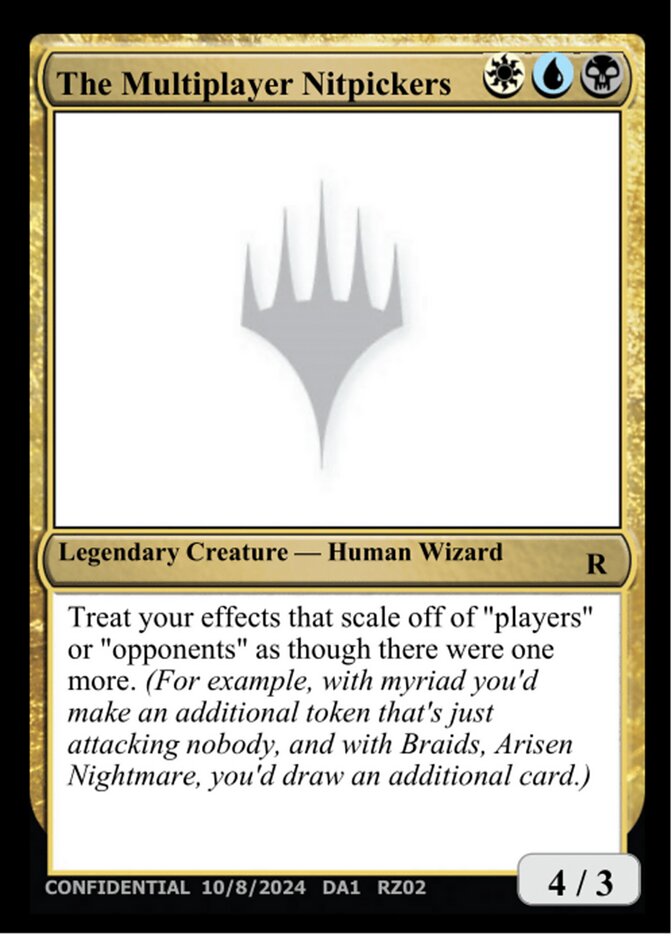 The Multiplayer Nitpickers
Legendary Creature — Human Wizard
R
Treat your effects that scale off of "players"
or "opponents" as though there were one
more. (For example, with myriad you'd
make an additional token that's just
attacking nobody, and with Braids, Arisen
Nightmare, you'd draw an additional card.)
4 / 3
CONFIDENTIAL 10/8/2024 DA1 RZ02